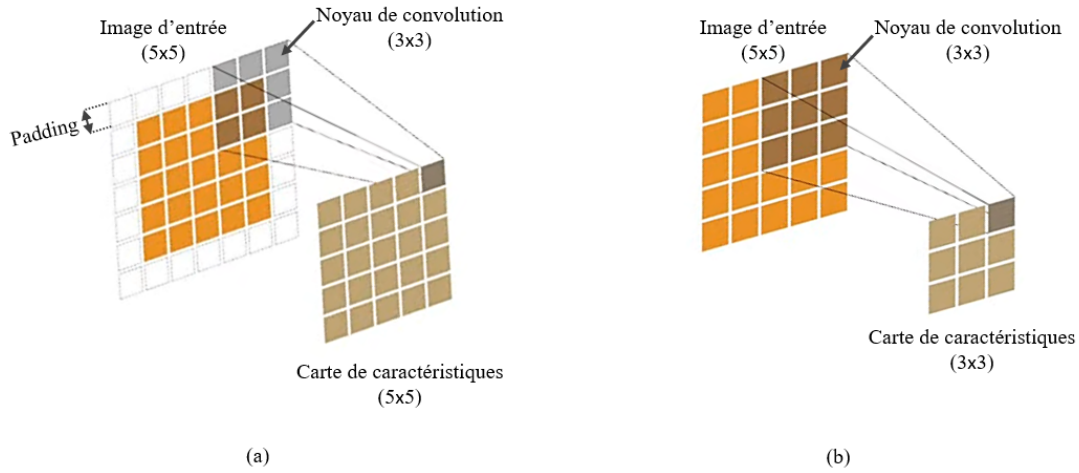 Image d’entrée
(5x5)
Noyau de convolution
(3x3)
Padding
Carte de caractéristiques
(5x5)
(a)
Image d’entrée
(5x5)
Noyau de convolution
(3x3)
Carte de caractéristiques
(3x3)
(b)